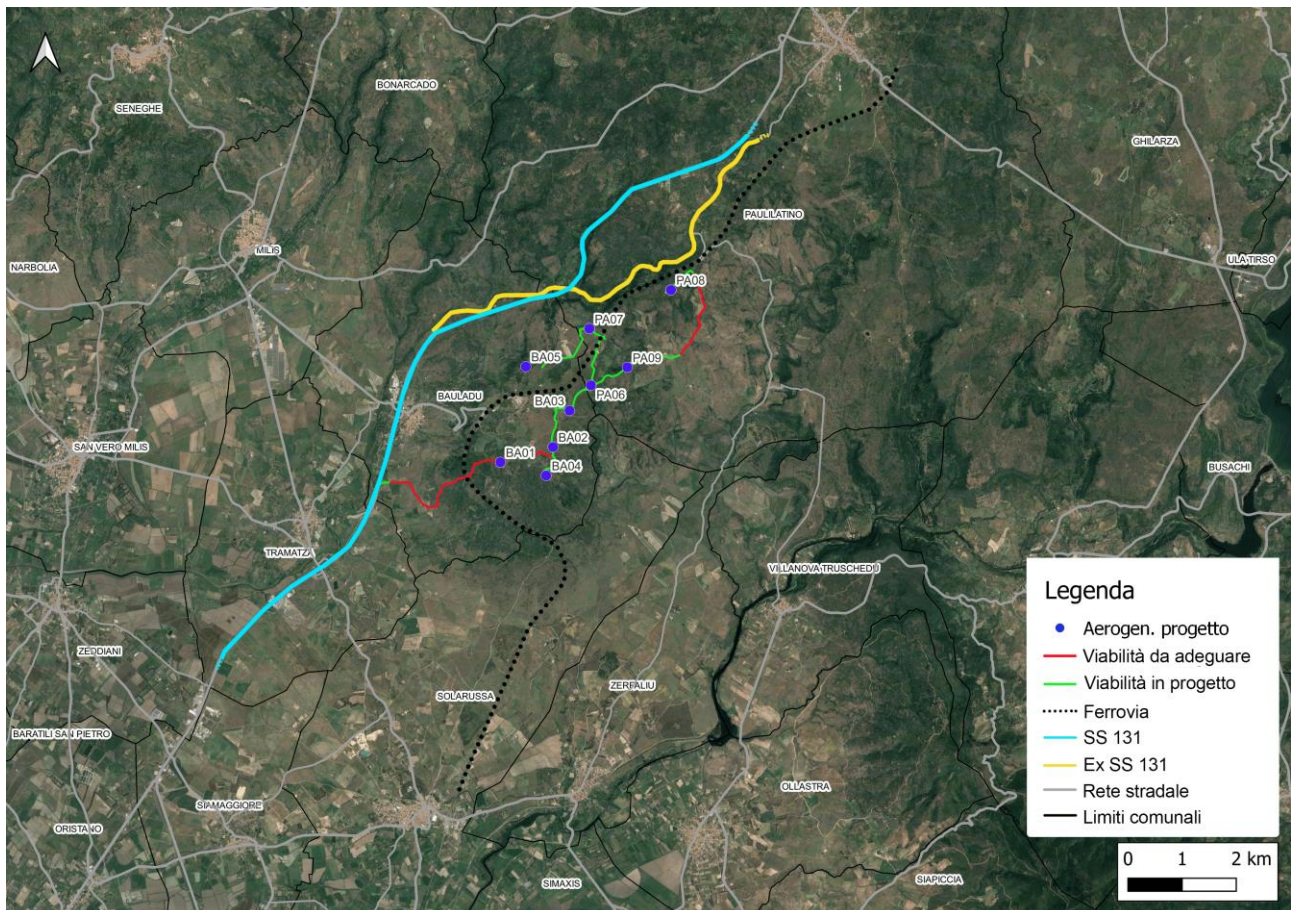 BONARCADO
SENEGHE
GHILARZA
PAULILATINO
MILIS
ULA TIRSO
NARBOLIA
PA08
PA07
BA05
PA09
BAULADU
PA06
BA03
BA02
SAN VERO MILIS
BA01
BUSACHI
BA04
TRAMATZA
VILLANOVA TRUSCHEDU
ZEDDIANI
ZERFALIU
SOLARUSSA
BARATILI SAN PIETRO
OLLASTRA
SIAMAGGIORE
ORISTANO
SIMAXIS
SIAPICCIA
Legenda
Aerogen. progetto
Viabilità da adeguare
Viabilità in progetto
Ferrovia
SS 131
Ex SS 131
Rete stradale
Limiti comunali
0 1 2 km